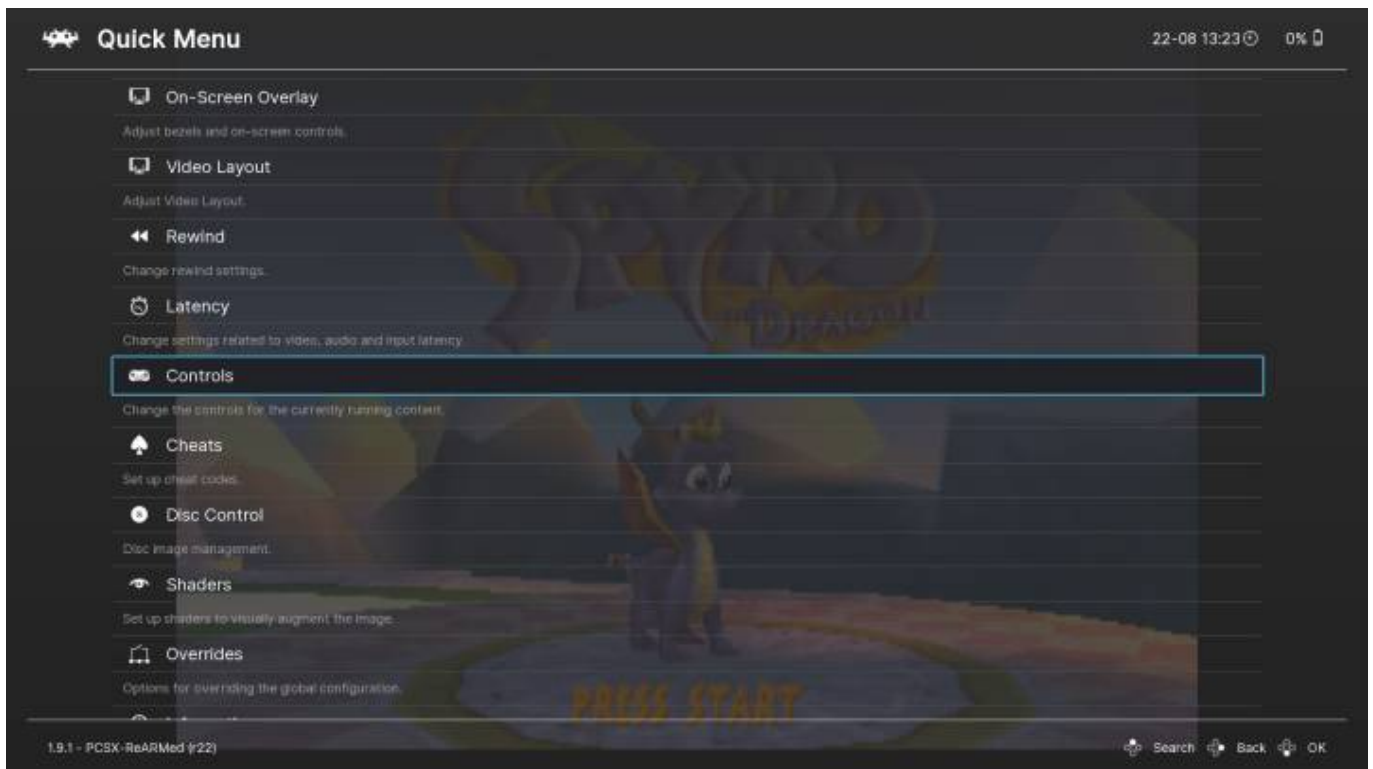 Quick Menu
22-08 13:23
0%
On-Screen Overlay
Adjust bezels and on-screen controls.
Video Layout
Adjust Video Layout.
Rewind
Change rewind settings.
Latency
Change settings related to video, audio and input latency
Controls
Change the controls for the currently running content.
Cheats
Set up cheat codes.
Disc Control
Disc image management.
Shaders
Set up shaders to visually augment the image.
Overrides
Options for overriding the global configuration.
SPYRO
THE DRAGON
PRESS START
1.9.1 - PCSX-ReARMed (r22)
Search
Back
OK